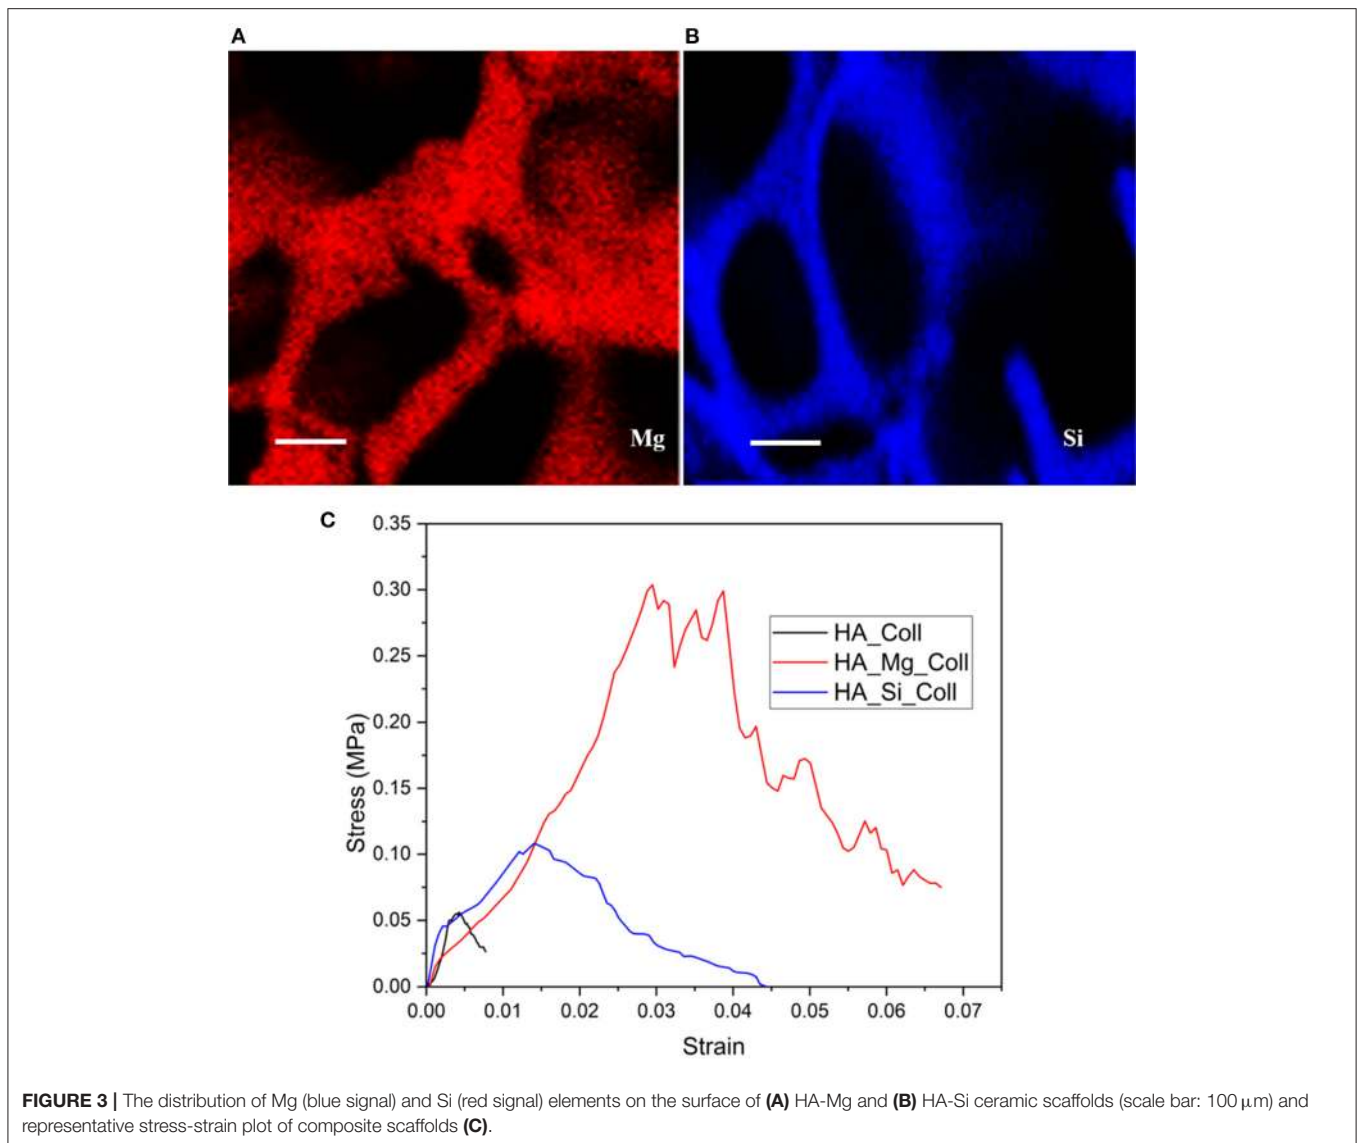 A
B
Mg
Si
C
0.35
0.30
0.25
0.20
0.15
0.10
0.05
0.00
Stress (MPa)
HA_Coll
HA_Mg_Coll
HA_Si_Coll
0.00 0.01 0.02 0.03 0.04 0.05 0.06 0.07
Strain
FIGURE 3 | The distribution of Mg (blue signal) and Si (red signal) elements on the surface of (A) HA-Mg and (B) HA-Si ceramic scaffolds (scale bar: 100 μm) and
representative stress-strain plot of composite scaffolds (C).